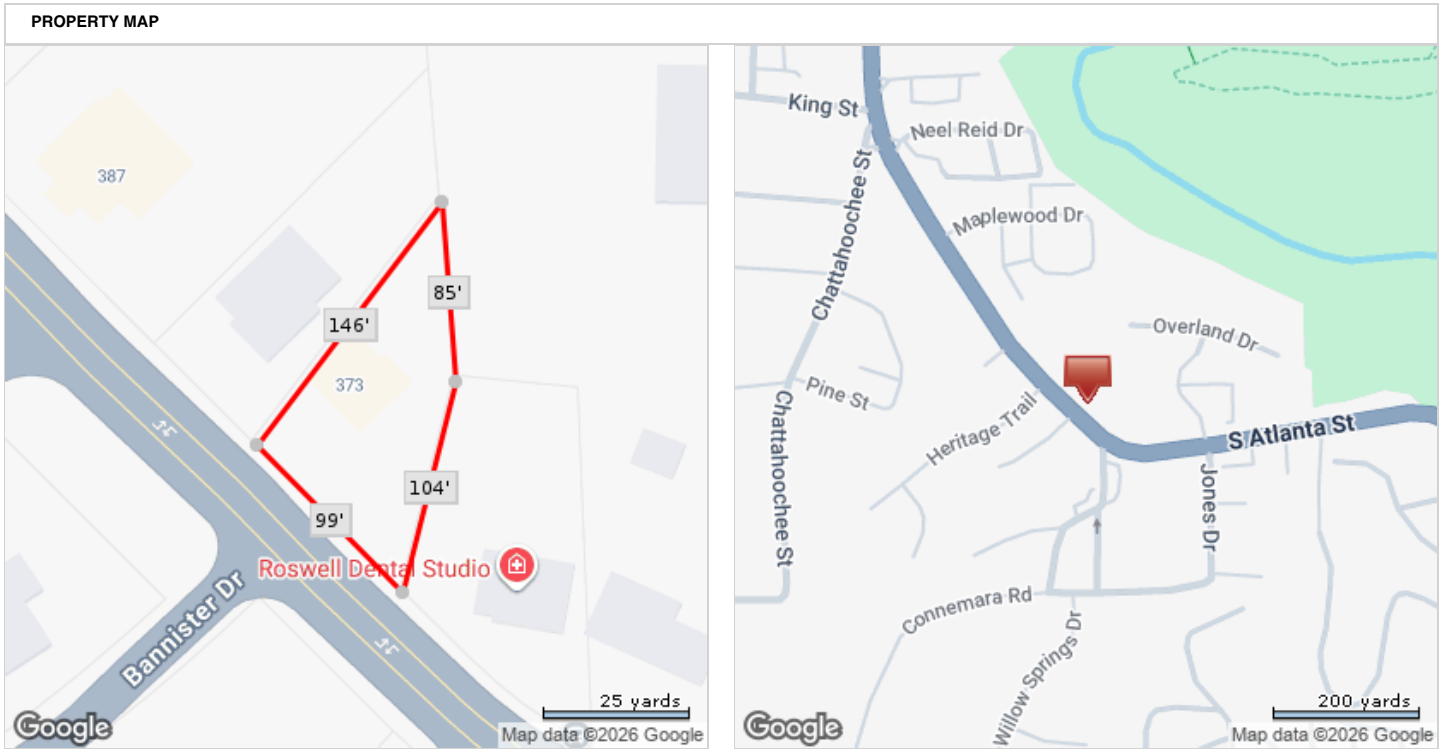 PROPERTY MAP
387
85'
146'
373
104'
99'
Roswell Dental Studio
Bannister Dr
25 yards
Google
Map data ©2026 Google
King St
Neel Reid Dr
Chattahoochee St
Maplewood Dr
Overland Dr
Pine St
Heritage Trail
Chattahoochee St
S Atlanta St
Jones Dr
Connemara Rd
Willow Springs Dr
200 yards
Google
Map data ©2026 Google